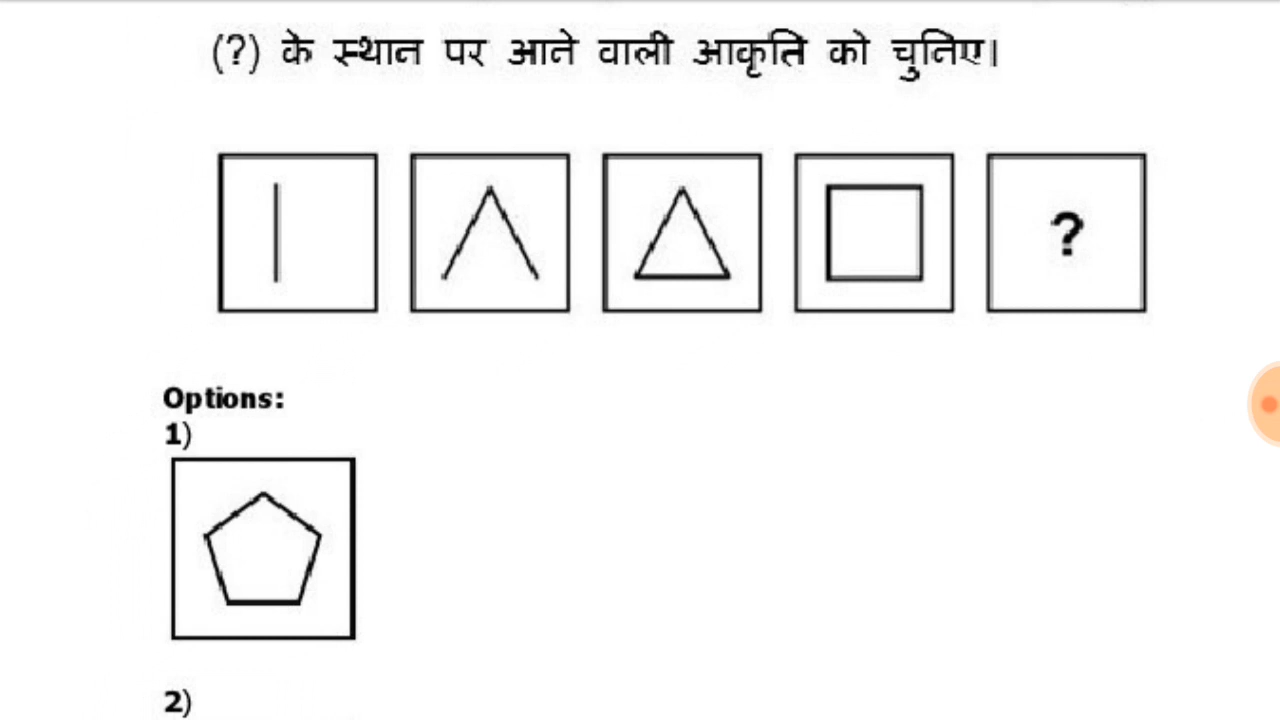 (?) के स्थान पर आने वाली आकृति को चुनिए।
?
Options:
1)
2)